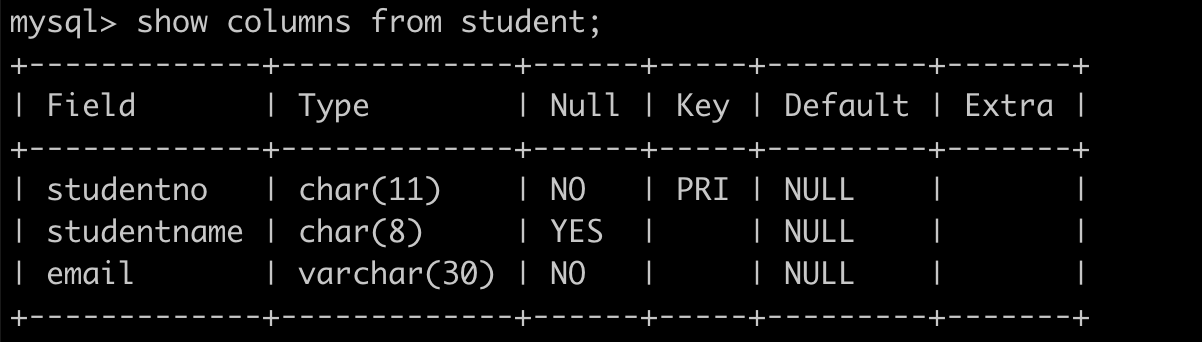 mysql> show columns from student;
+-------------+-------------+------+-----+---------+-------+
| Field       | Type        | Null | Key | Default | Extra |
+-------------+-------------+------+-----+---------+-------+
| studentno   | char(11)    | NO   | PRI | NULL    |       |
| studentname | char(8)     | YES  |     | NULL    |       |
| email       | varchar(30) | NO   |     | NULL    |       |
+-------------+-------------+------+-----+---------+-------+